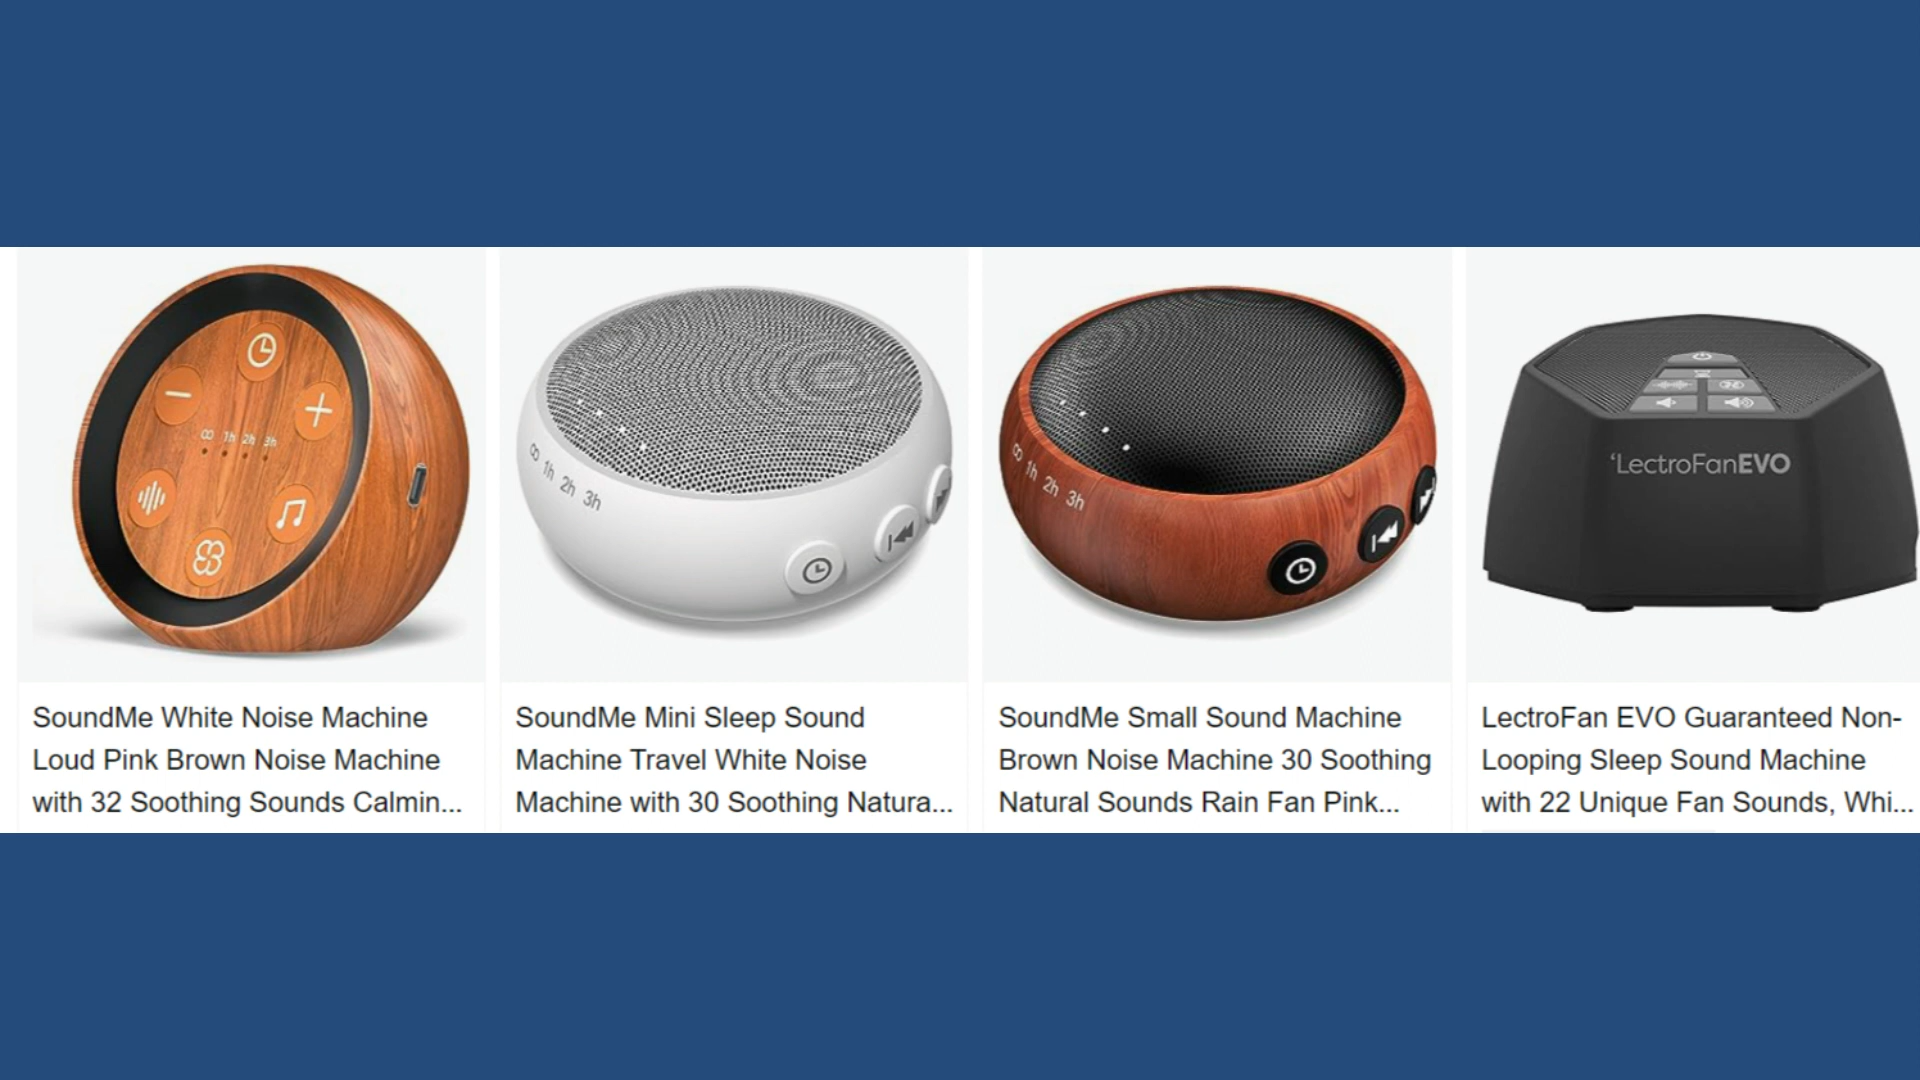 ∞ 1h 2h 3h
∞ 1h 2h 3h
∞ 1h 2h 3h
‘LectroFanEVO
SoundMe White Noise Machine
Loud Pink Brown Noise Machine
with 32 Soothing Sounds Calmin...
SoundMe Mini Sleep Sound
Machine Travel White Noise
Machine with 30 Soothing Natura...
SoundMe Small Sound Machine
Brown Noise Machine 30 Soothing
Natural Sounds Rain Fan Pink...
LectroFan EVO Guaranteed Non-
Looping Sleep Sound Machine
with 22 Unique Fan Sounds, Whi...